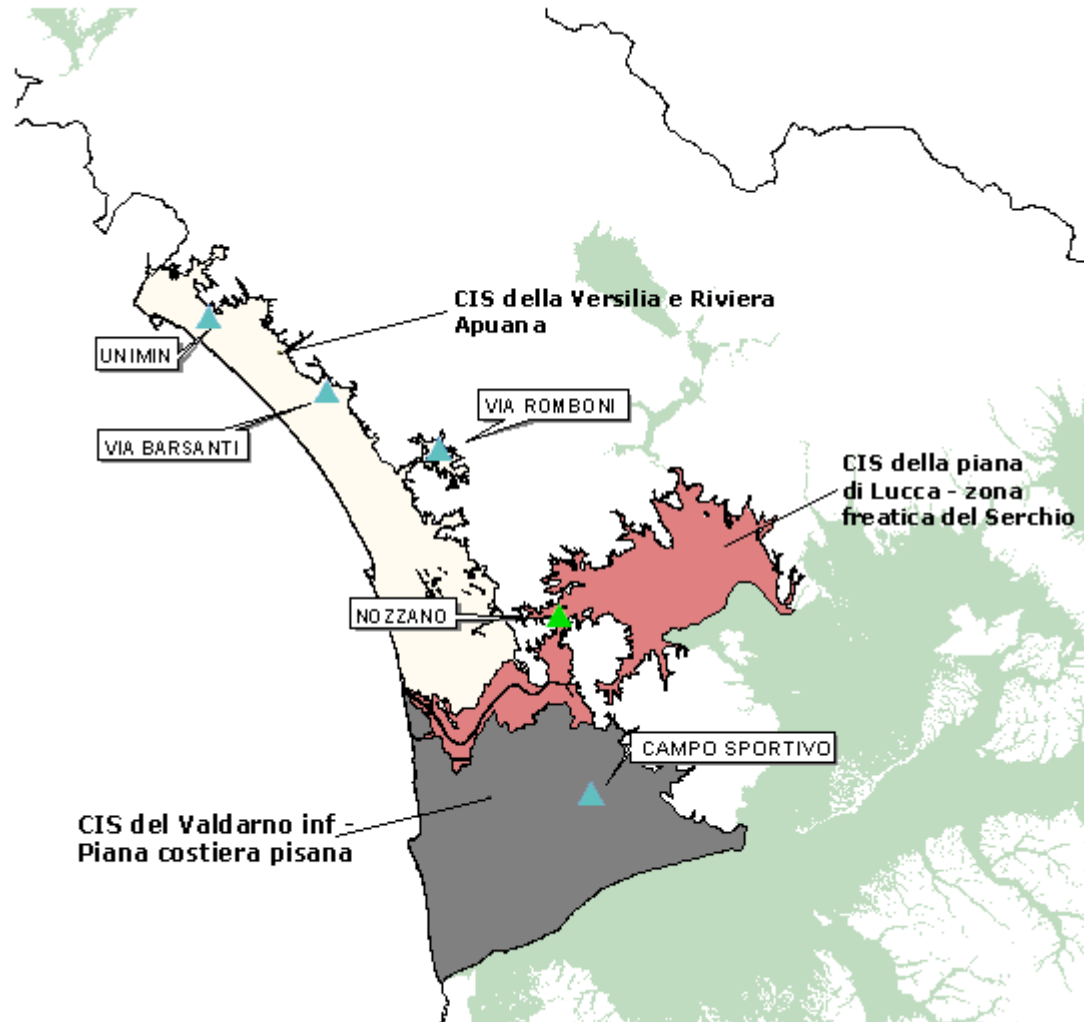 CIS della Versilia e Riviera
Apuana
UNIMIN
VIA ROMBONI
VIA BARSANTI
CIS della piana
di Lucca - zona
freatica del Serchio
NOZZANO
CAMPO SPORTIVO
CIS del Valdarno inf -
Piana costiera pisana